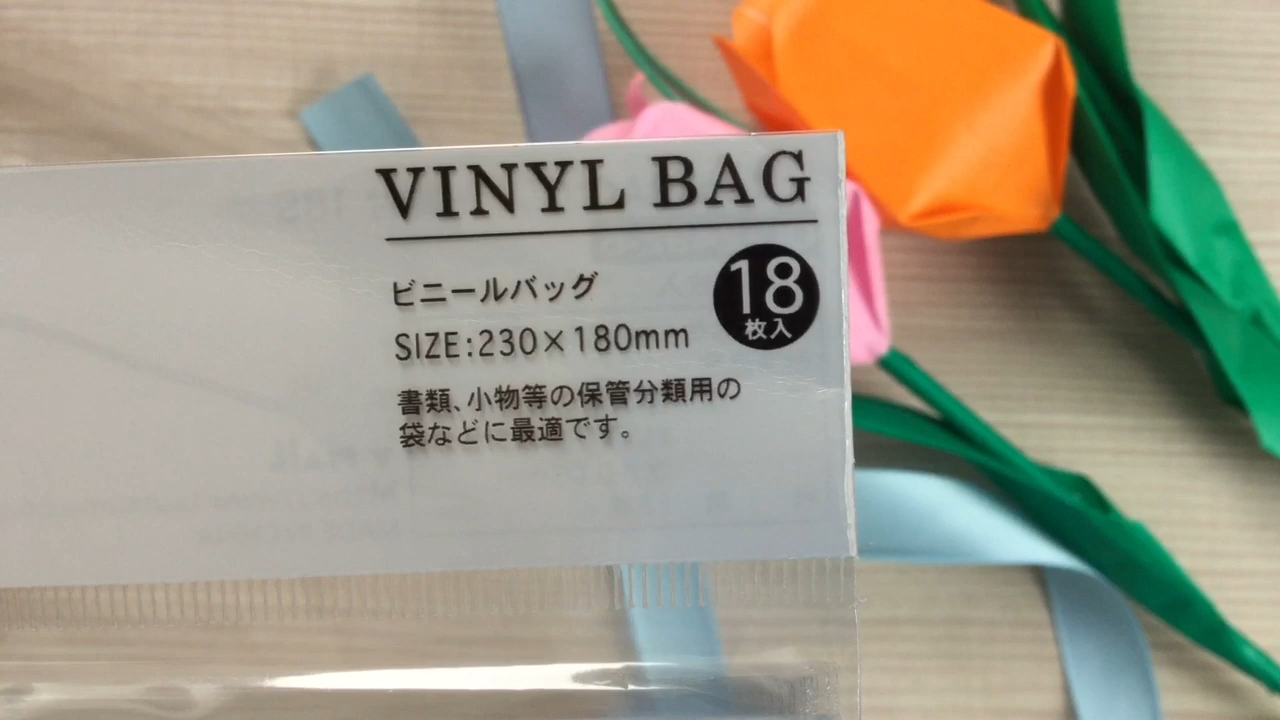 VINYL BAG
ビニールバッグ
18
枚入
SIZE:230×180mm
書類、小物等の保管分類用の
袋などに最適です。